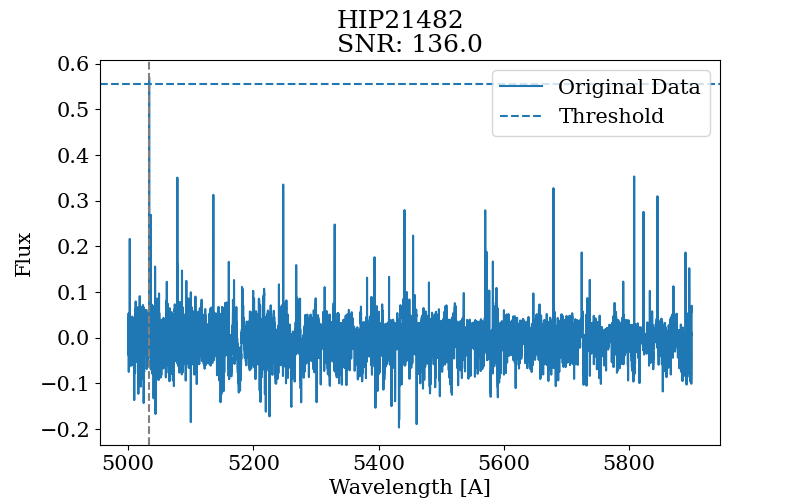 HIP21482
SNR: 136.0
Original Data
Threshold
Flux
0.6
0.5
0.4
0.3
0.2
0.1
0.0
−0.1
−0.2
5000
5200
5400
5600
5800
Wavelength [A]